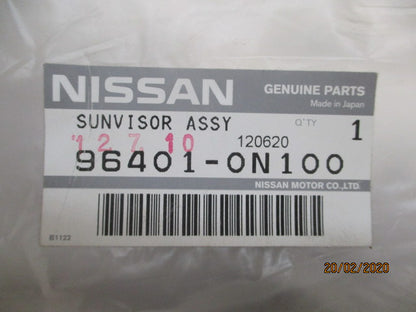 NISSAN
GENUINE PARTS
Made in Japan
SUNVISOR ASSY
Q'TY
1
'12 7.10
120620
96401-0N100
NISSAN MOTOR CO.,LTD.
B1122
20/02/2020